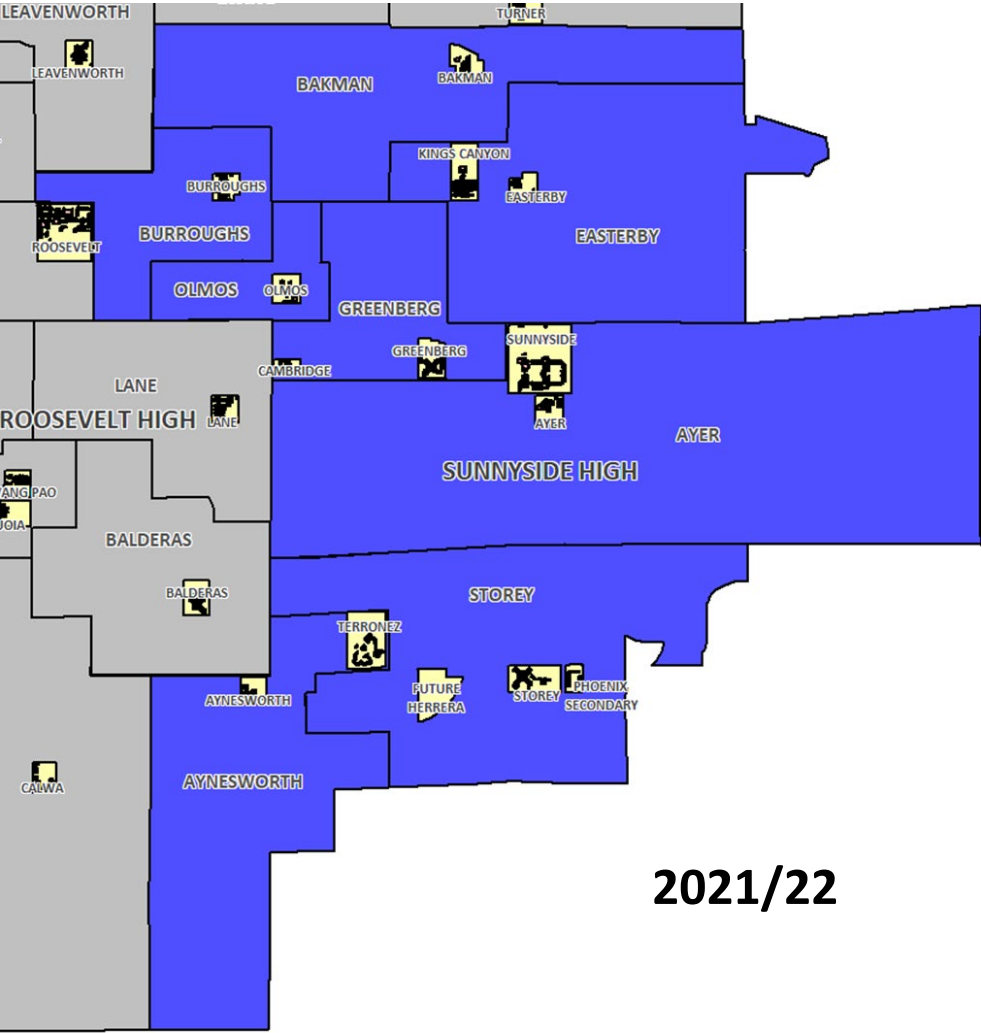 LEAVENWORTH
TURNER
LEAVENWORTH
BAKMAN
BAKMAN
KINGS CANYON
BURROUGHS
EASTERBY
BURROUGHS
EASTERBY
ROOSEVELT
OLMOS
OLMOS
GREENBERG
SUNNYSIDE
GREENBERG
CAMBRIDGE
LANE
ROOSEVELT HIGH
LANE
AYER
AYER
SUNNYSIDE HIGH
VANG PAO
BALDERAS
BALDERAS
STOREY
TERRONEZ
AYNESWORTH
FUTURE
HERRERA
STOREY
PHOENIX
SECONDARY
CALWA
AYNESWORTH
2021/22